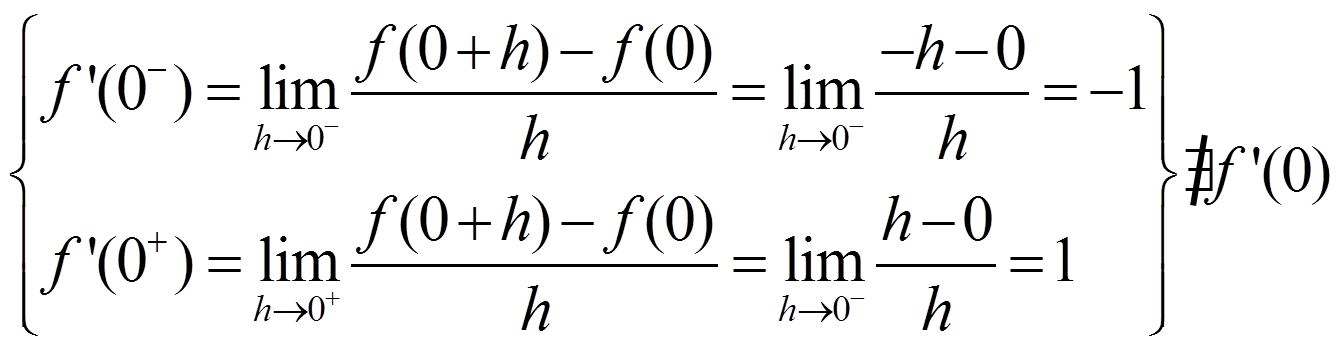 f'(0⁻) = lim_{h→0⁻} (f(0+h) − f(0))/h = lim_{h→0⁻} (−h − 0)/h = −1
f'(0⁺) = lim_{h→0⁺} (f(0+h) − f(0))/h = lim_{h→0⁻} (h − 0)/h = 1
∄ f'(0)